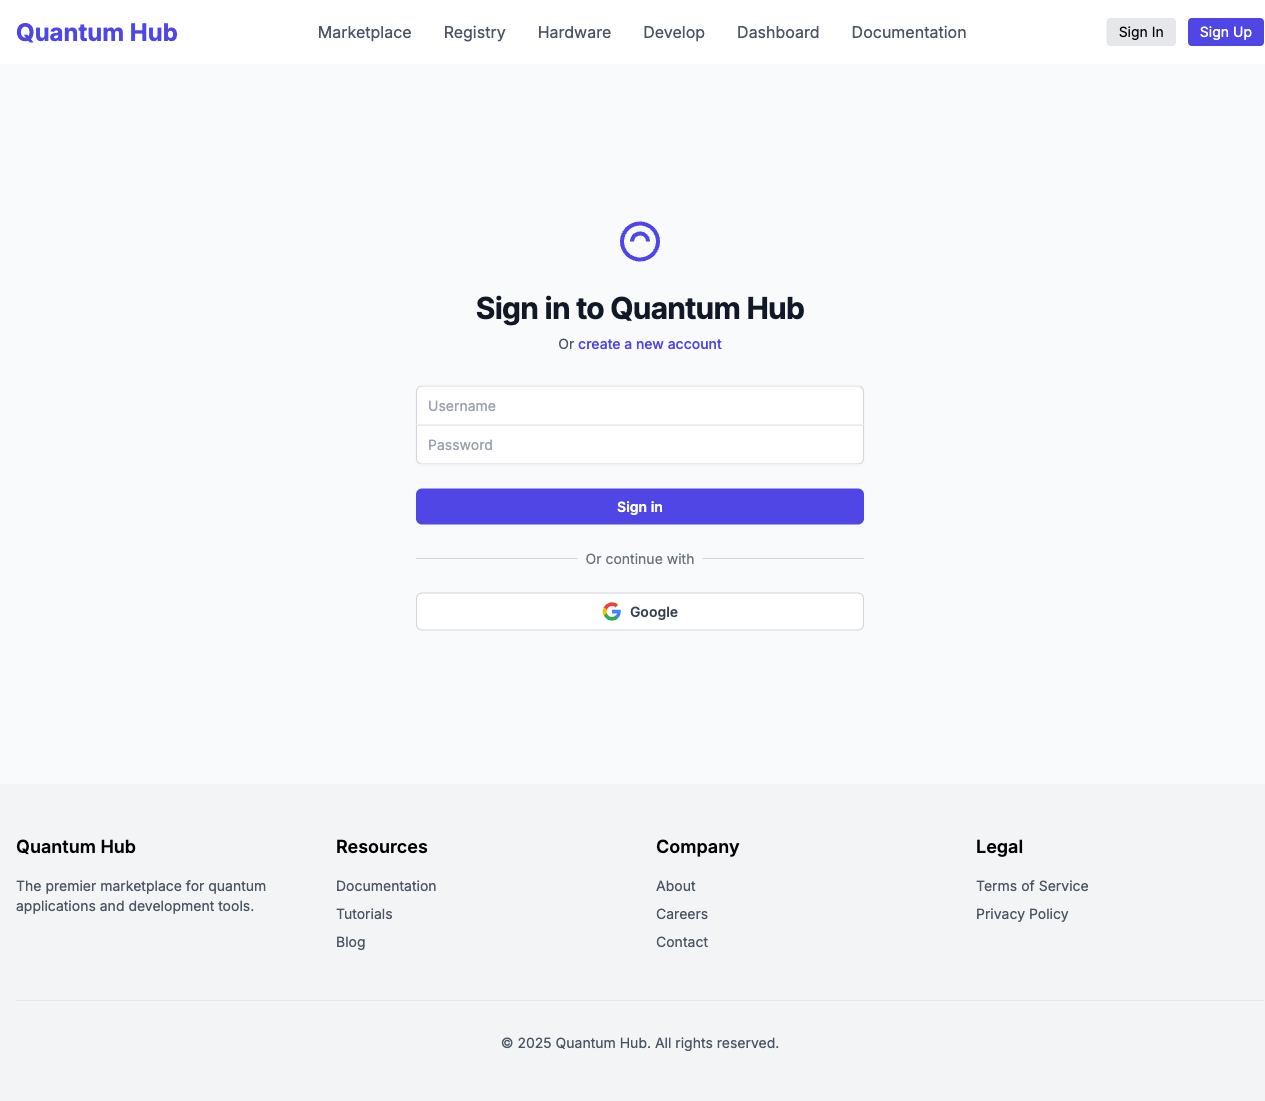 Quantum Hub
Marketplace
Registry
Hardware
Develop
Dashboard
Documentation
Sign In
Sign Up
Sign in to Quantum Hub
Or create a new account
Username
Password
Sign in
Or continue with
Google
Quantum Hub
The premier marketplace for quantum
applications and development tools.
Resources
Documentation
Tutorials
Blog
Company
About
Careers
Contact
Legal
Terms of Service
Privacy Policy
© 2025 Quantum Hub. All rights reserved.